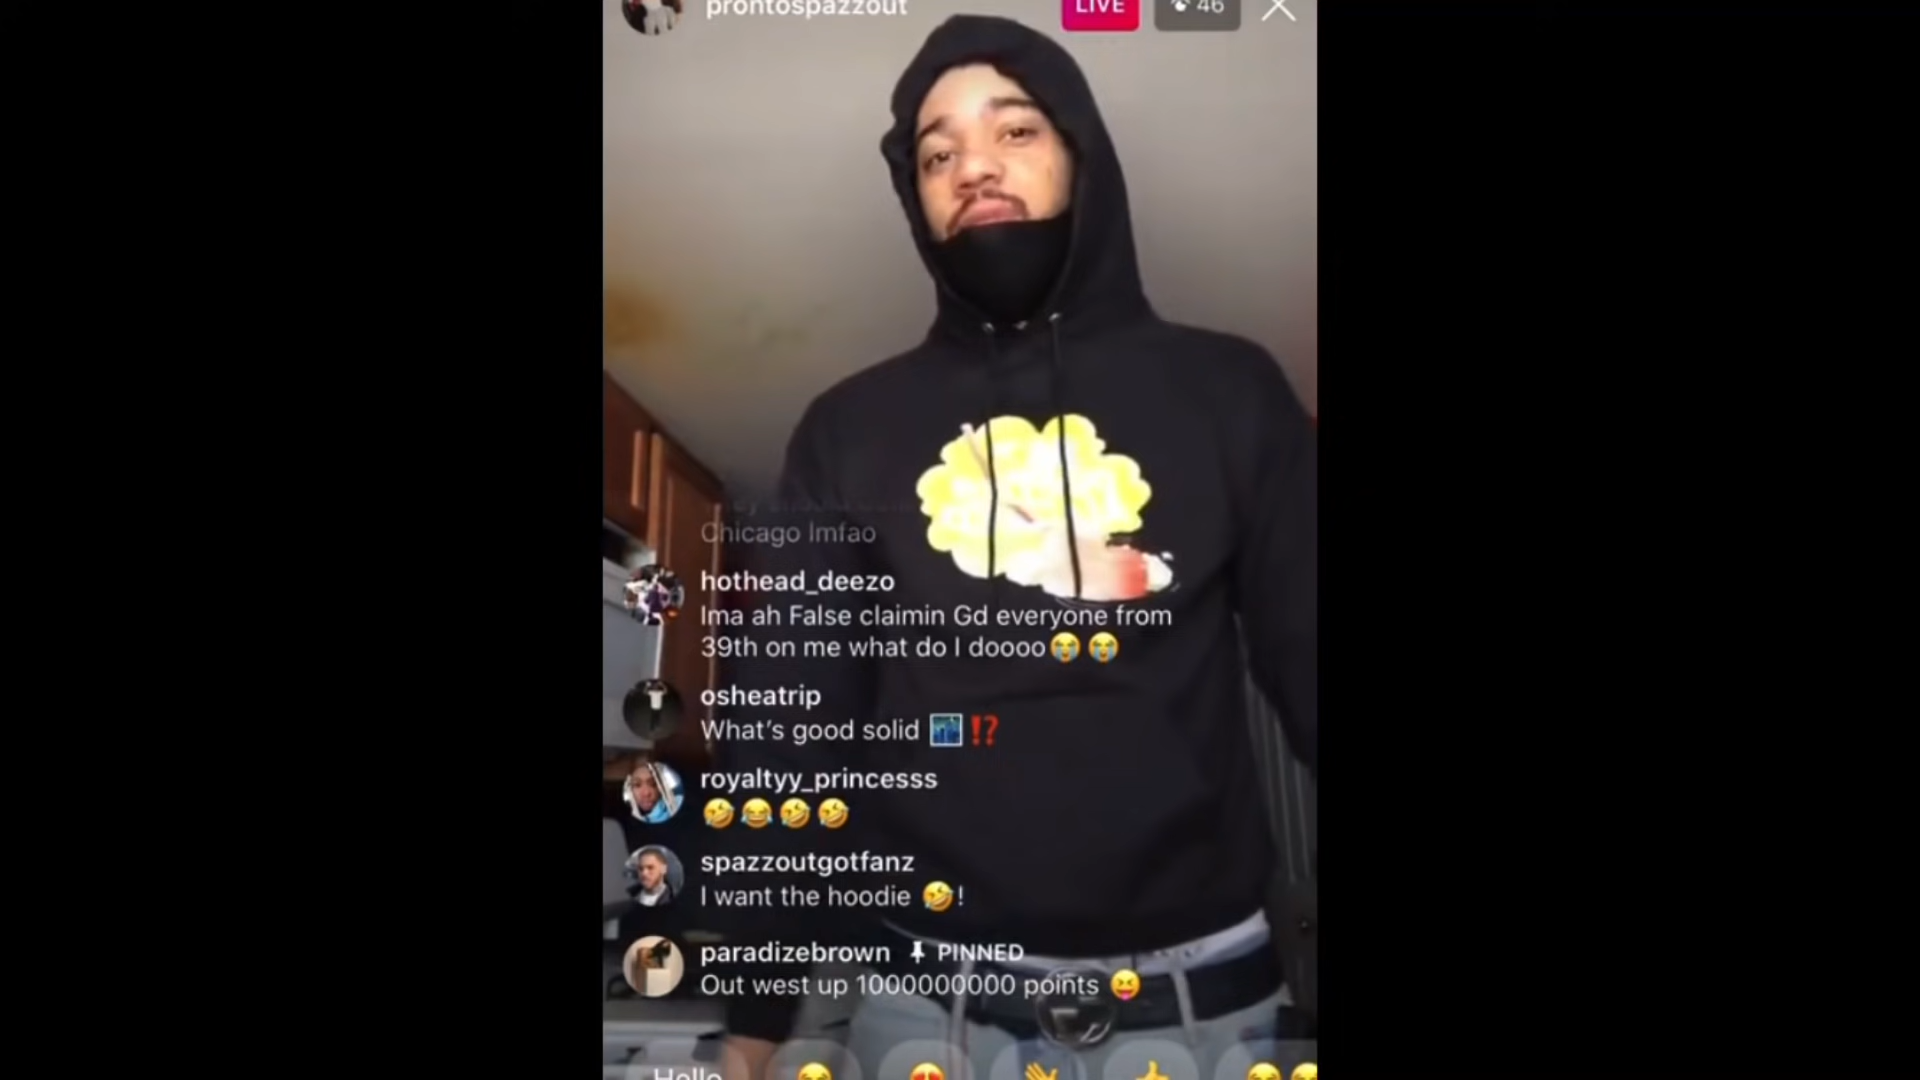 prontospazzout
LIVE
46
Chicago lmfao
hothead_deezo
Ima ah False claimin Gd everyone from
39th on me what do I doooo😭😭
osheatrip
What's good solid 🌃⁉️
royaltyy_princesss
🤣😂🤣🤣
spazzoutgotfanz
I want the hoodie 🤣!
paradizebrown PINNED
Out west up 1000000000 points 😝
Hello